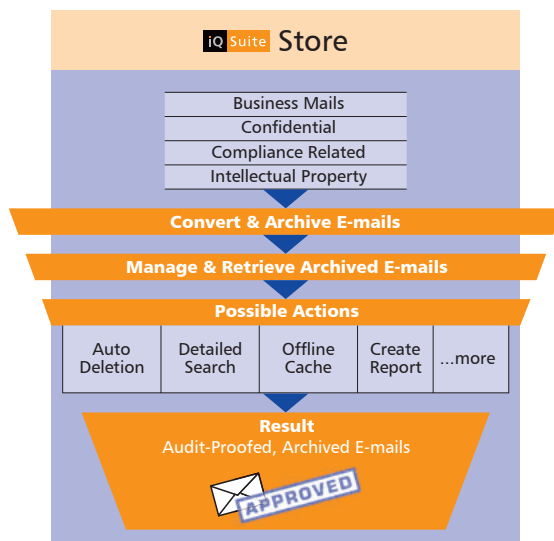 iQ Suite Store
Business Mails
Confidential
Compliance Related
Intellectual Property
Convert & Archive E-mails
Manage & Retrieve Archived E-mails
Possible Actions
Auto
Deletion
Detailed
Search
Offline
Cache
Create
Report
...more
Result
Audit-Proofed, Archived E-mails
APPROVED